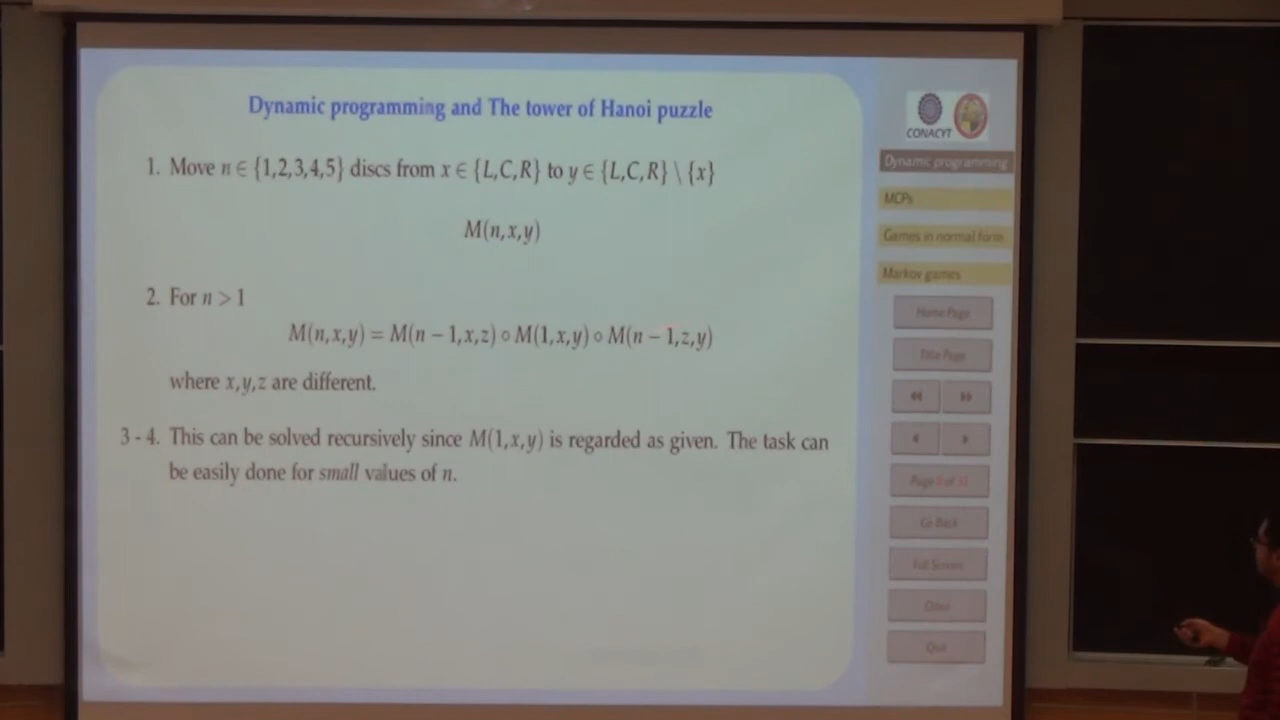 Dynamic programming and The tower of Hanoi puzzle
1. Move n ∈ {1,2,3,4,5} discs from x ∈ {L,C,R} to y ∈ {L,C,R} \ {x}
M(n,x,y)
2. For n > 1
M(n,x,y) = M(n − 1,x,z) ∘ M(1,x,y) ∘ M(n − 1,z,y)
where x,y,z are different.
3 - 4. This can be solved recursively since M(1,x,y) is regarded as given. The task can
be easily done for small values of n.
CONACYT
Dynamic programming
MCPs
Games in normal form
Markov games
Home Page
Title Page
Page of
Go Back
Full Screen
Close
Quit